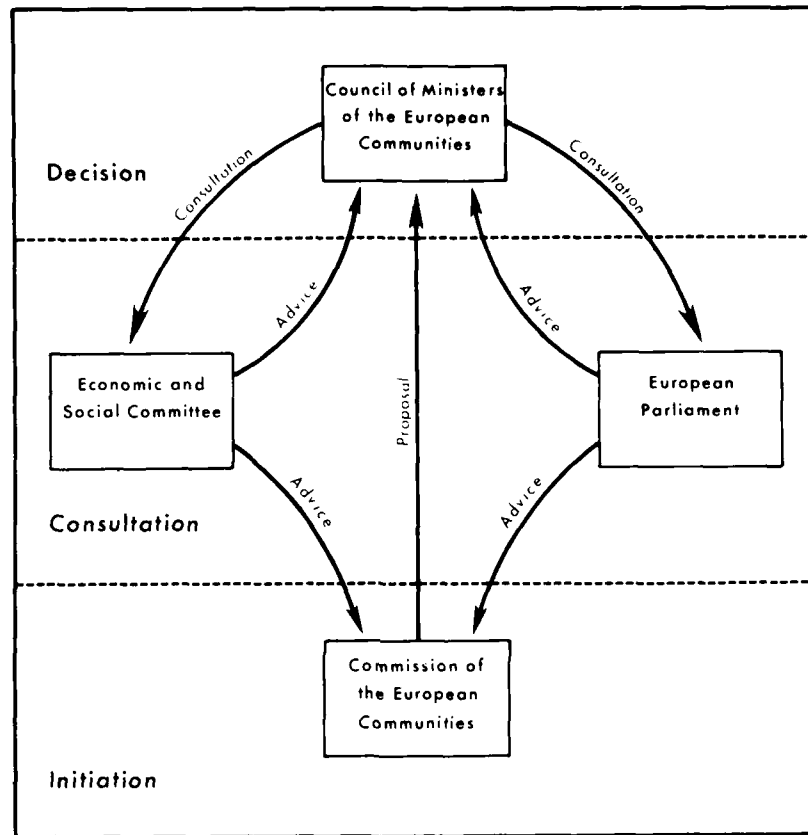 Council of Ministers
of the European
Communities
Decision
Consultation
Consultation
Advice
Advice
Economic and
Social Committee
European
Parliament
Proposal
Consultation
Advice
Advice
Commission of
the European
Communities
Initiation